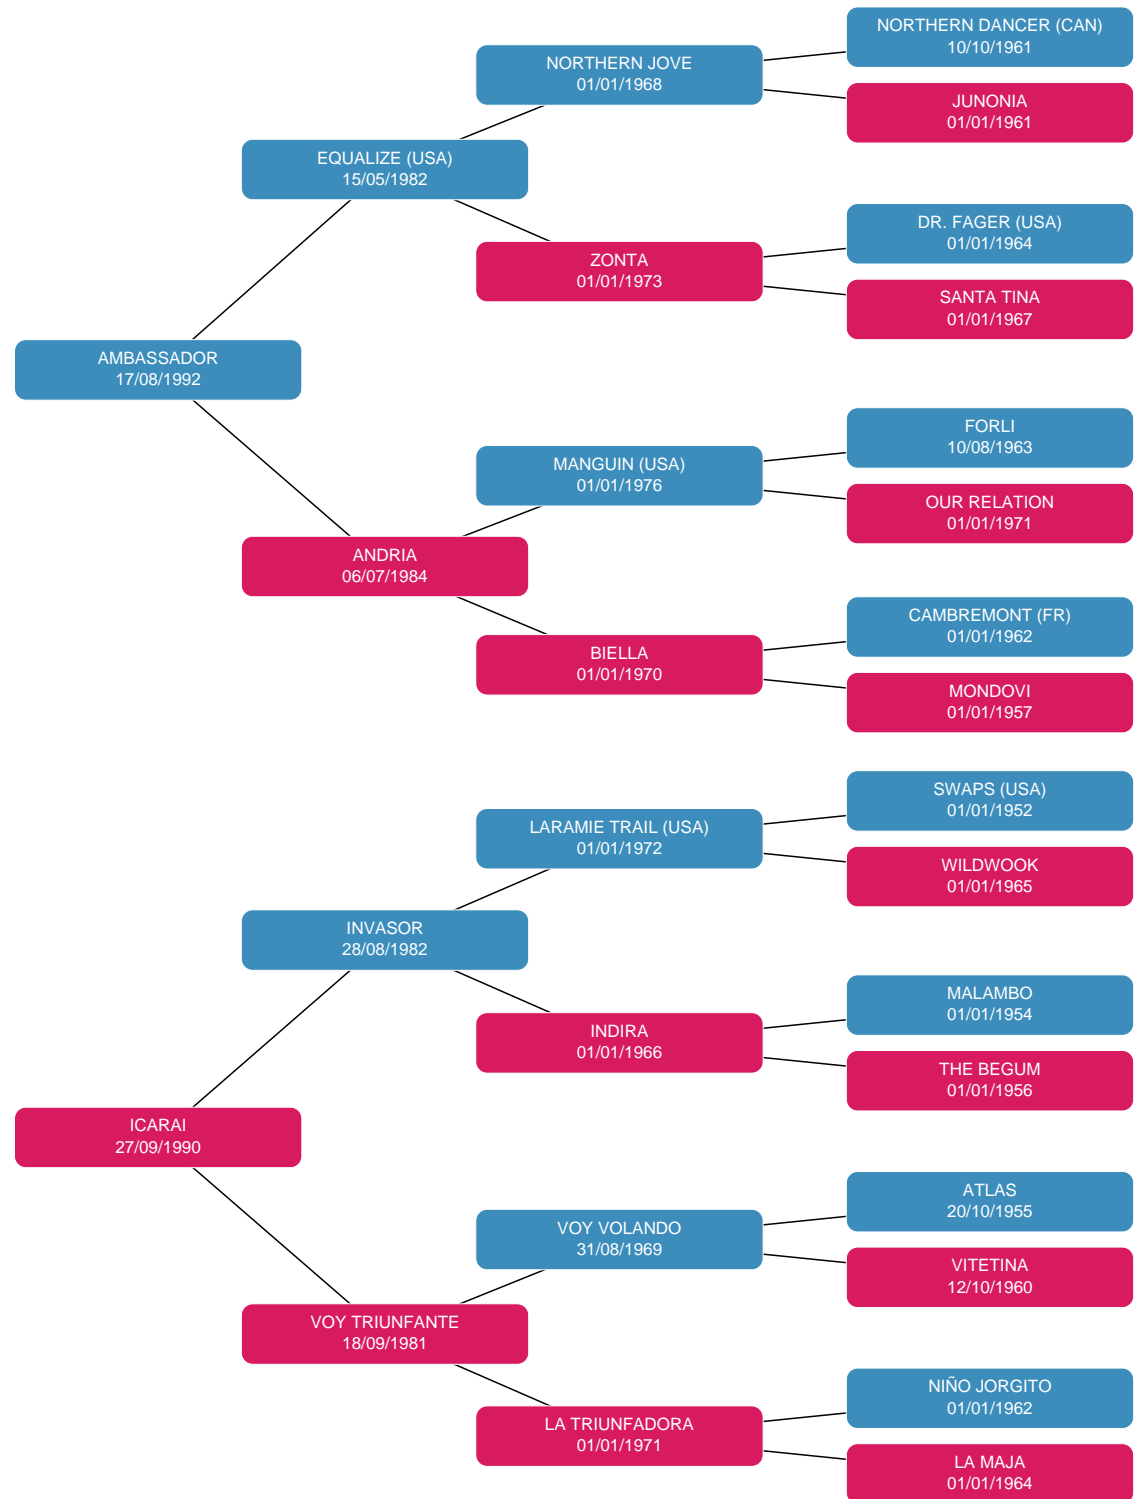 NORTHERN DANCER (CAN)
10/10/1961
NORTHERN JOVE
01/01/1968
JUNONIA
01/01/1961
EQUALIZE (USA)
15/05/1982
DR. FAGER (USA)
01/01/1964
ZONTA
01/01/1973
SANTA TINA
01/01/1967
AMBASSADOR
17/08/1992
FORLI
10/08/1963
MANGUIN (USA)
01/01/1976
OUR RELATION
01/01/1971
ANDRIA
06/07/1984
CAMBREMONT (FR)
01/01/1962
BIELLA
01/01/1970
MONDOVI
01/01/1957
SWAPS (USA)
01/01/1952
LARAMIE TRAIL (USA)
01/01/1972
WILDWOOK
01/01/1965
INVASOR
28/08/1982
MALAMBO
01/01/1954
INDIRA
01/01/1966
THE BEGUM
01/01/1956
ICARAI
27/09/1990
ATLAS
20/10/1955
VOY VOLANDO
31/08/1969
VITETINA
12/10/1960
VOY TRIUNFANTE
18/09/1981
NIÑO JORGITO
01/01/1962
LA TRIUNFADORA
01/01/1971
LA MAJA
01/01/1964